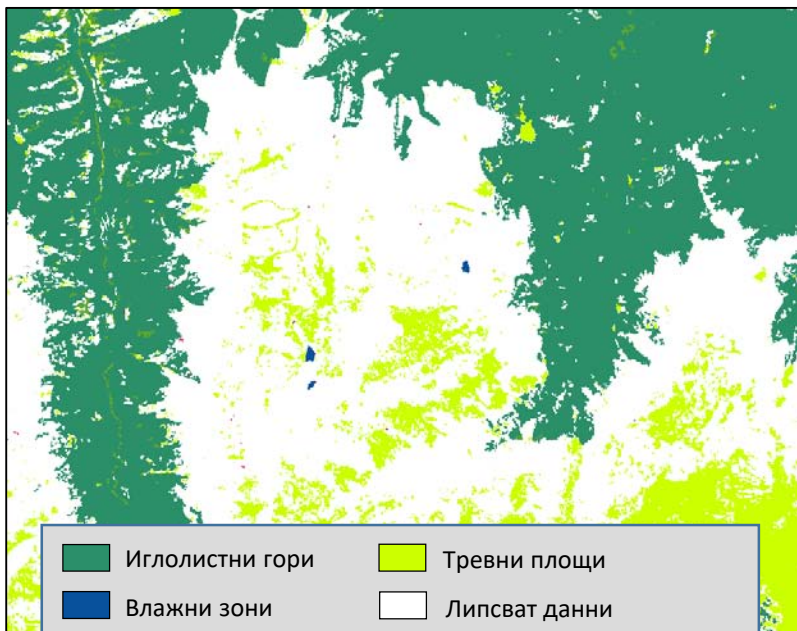 Иглолистни гори
Тревни площи
Влажни зони
Липсват данни